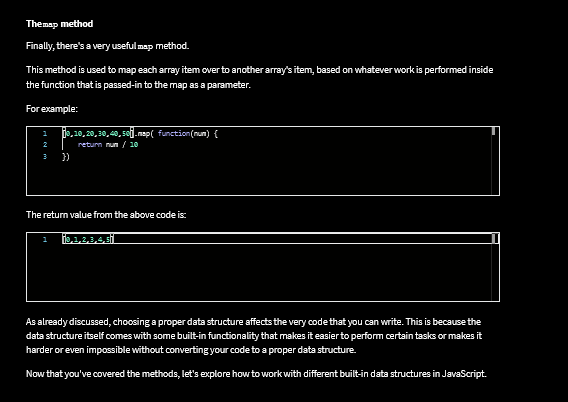 The map method
Finally, there's a very useful map method.
This method is used to map each array item over to another array's item, based on whatever work is performed inside
the function that is passed-in to the map as a parameter.
For example:
1 [0,10,20,30,40,50].map( function(num) {
2 return num / 10
3 })
The return value from the above code is:
1 [0,1,2,3,4,5]
As already discussed, choosing a proper data structure affects the very code that you can write. This is because the
data structure itself comes with some built-in functionality that makes it easier to perform certain tasks or makes it
harder or even impossible without converting your code to a proper data structure.
Now that you've covered the methods, let's explore how to work with different built-in data structures in JavaScript.